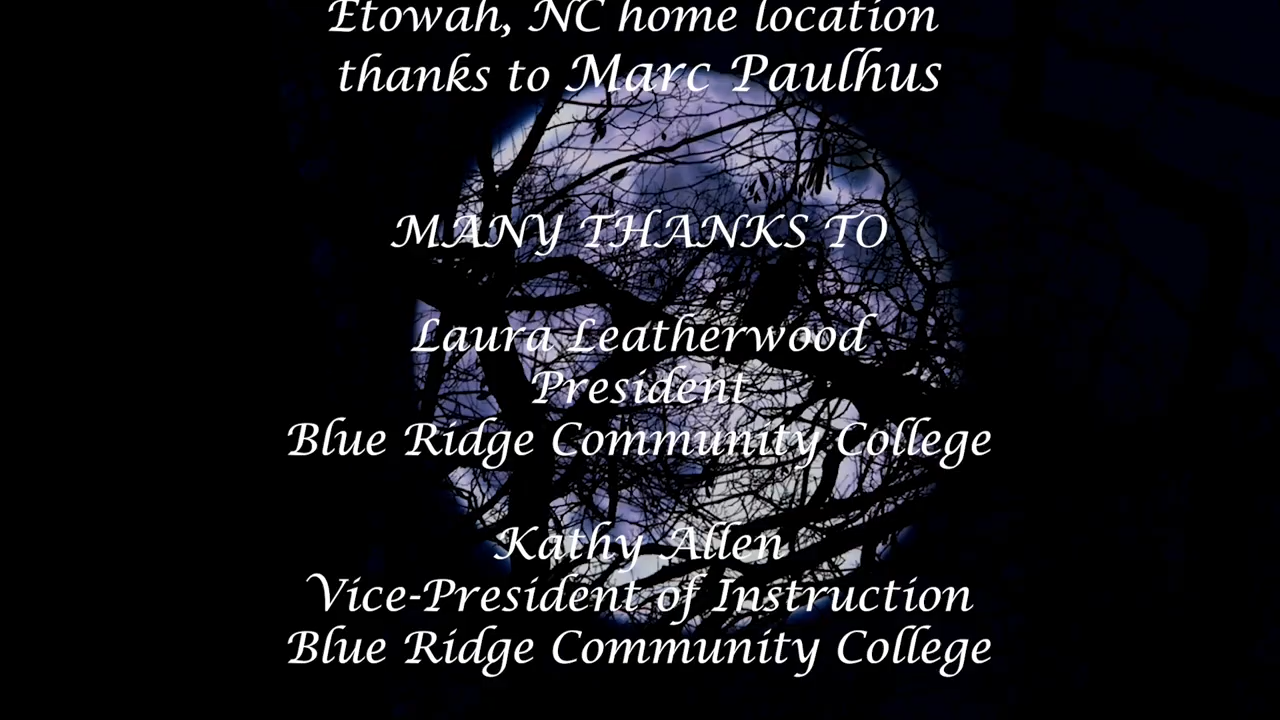 Etowah, NC home location
thanks to Marc Paulhus
MANY THANKS TO
Laura Leatherwood
President
Blue Ridge Community College
Kathy Allen
Vice-President of Instruction
Blue Ridge Community College